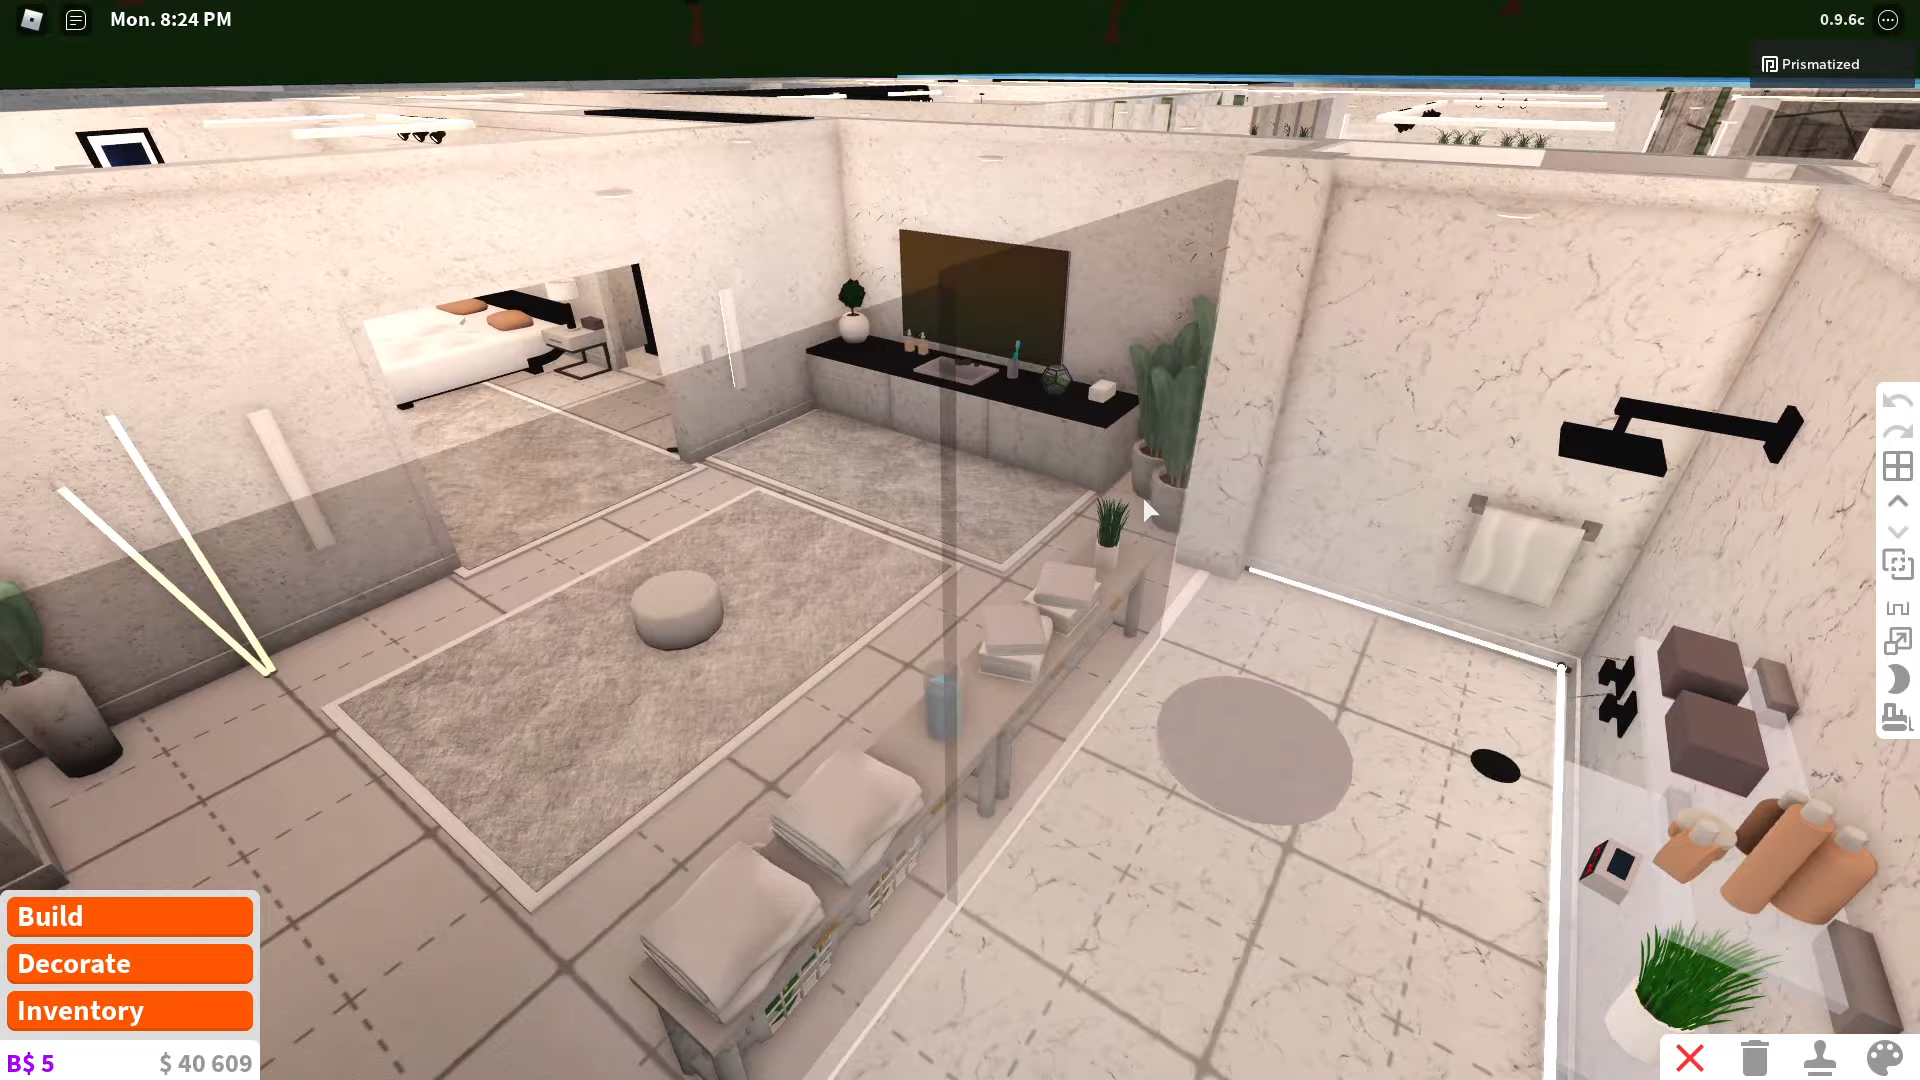 Mon. 8:24 PM
0.9.6c
Prismatized
Build
Decorate
Inventory
B$ 5
$ 40 609